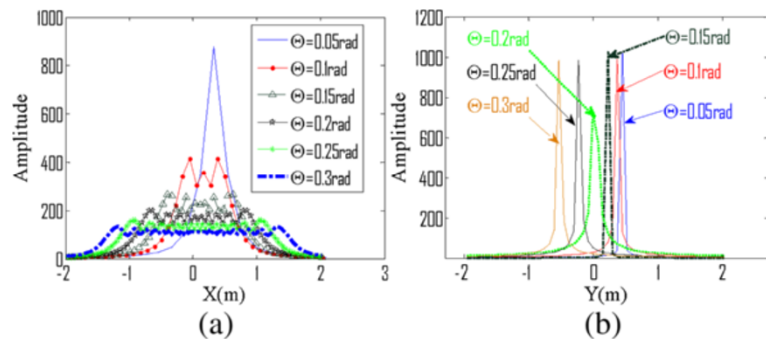 1000
800
600
400
200
0
Amplitude
-2
-1
0
1
2
3
X(m)
Θ=0.05rad
Θ=0.1rad
Θ=0.15rad
Θ=0.2rad
Θ=0.25rad
Θ=0.3rad
(a)
1200
1000
800
600
400
200
Amplitude
-2
-1
0
1
2
Y(m)
Θ=0.2rad
Θ=0.15rad
Θ=0.25rad
Θ=0.1rad
Θ=0.3rad
Θ=0.05rad
(b)